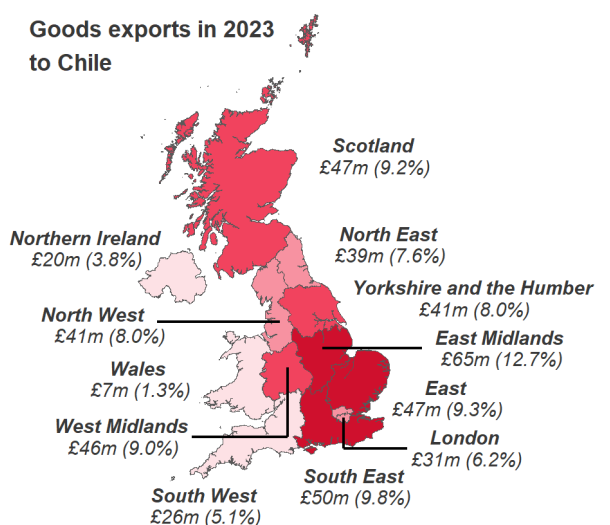 Goods exports in 2023
to Chile
Scotland
£47m (9.2%)
Northern Ireland
£20m (3.8%)
North East
£39m (7.6%)
Yorkshire and the Humber
£41m (8.0%)
North West
£41m (8.0%)
East Midlands
£65m (12.7%)
Wales
£7m (1.3%)
East
£47m (9.3%)
West Midlands
£46m (9.0%)
London
£31m (6.2%)
South East
£50m (9.8%)
South West
£26m (5.1%)